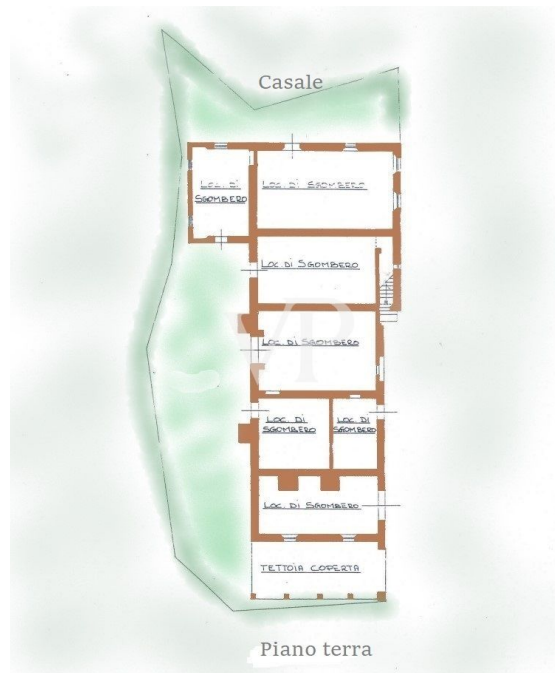 Casale
LOC. DI
SGOMBERO
LOC. DI SGOMBERO
LOC. DI SGOMBERO
VP
LOC. DI SGOMBERO
LOC. DI
SGOMBERO
LOC. DI
SGOMBERO
LOC. DI SGOMBERO
TETTOIA COPERTA
Piano terra